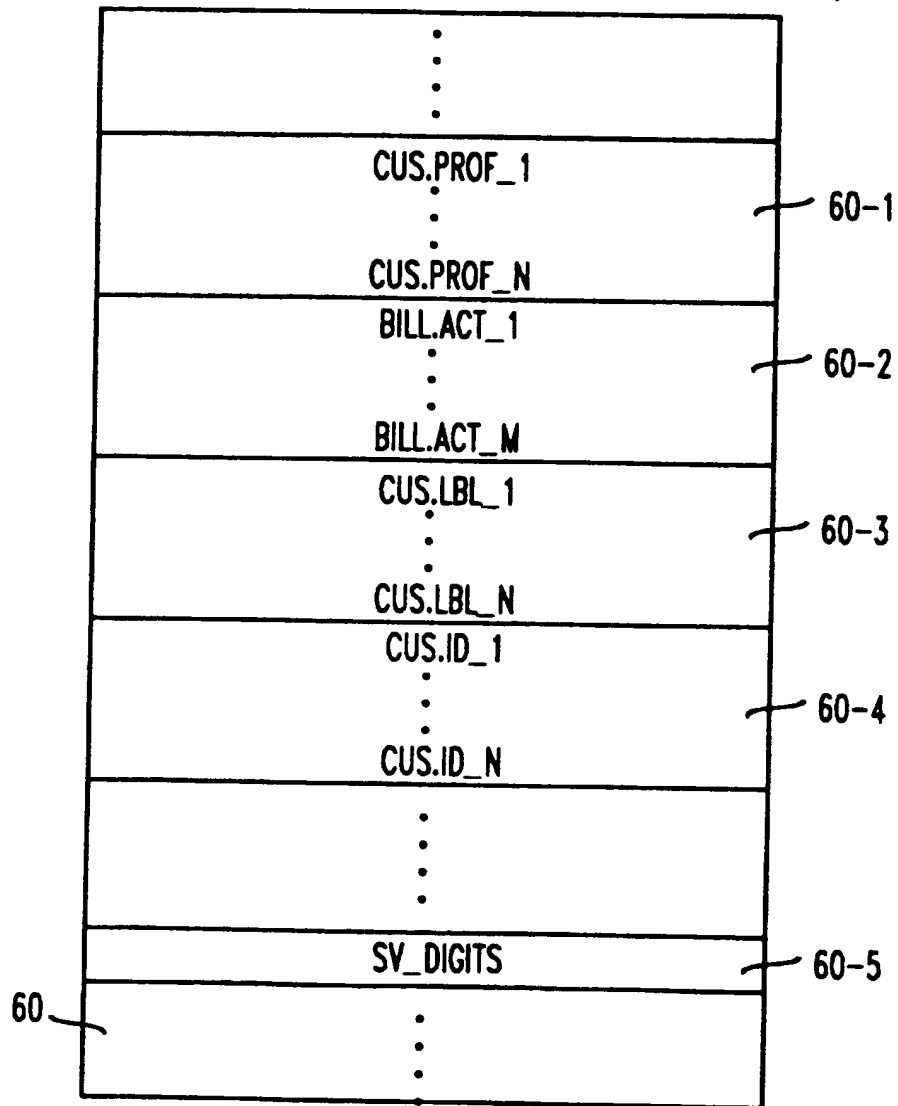 CUS.PROF_1
60-1
CUS.PROF_N
BILL.ACT_1
60-2
BILL.ACT_M
CUS.LBL_1
60-3
CUS.LBL_N
CUS.ID_1
60-4
CUS.ID_N
SV_DIGITS
60-5
60